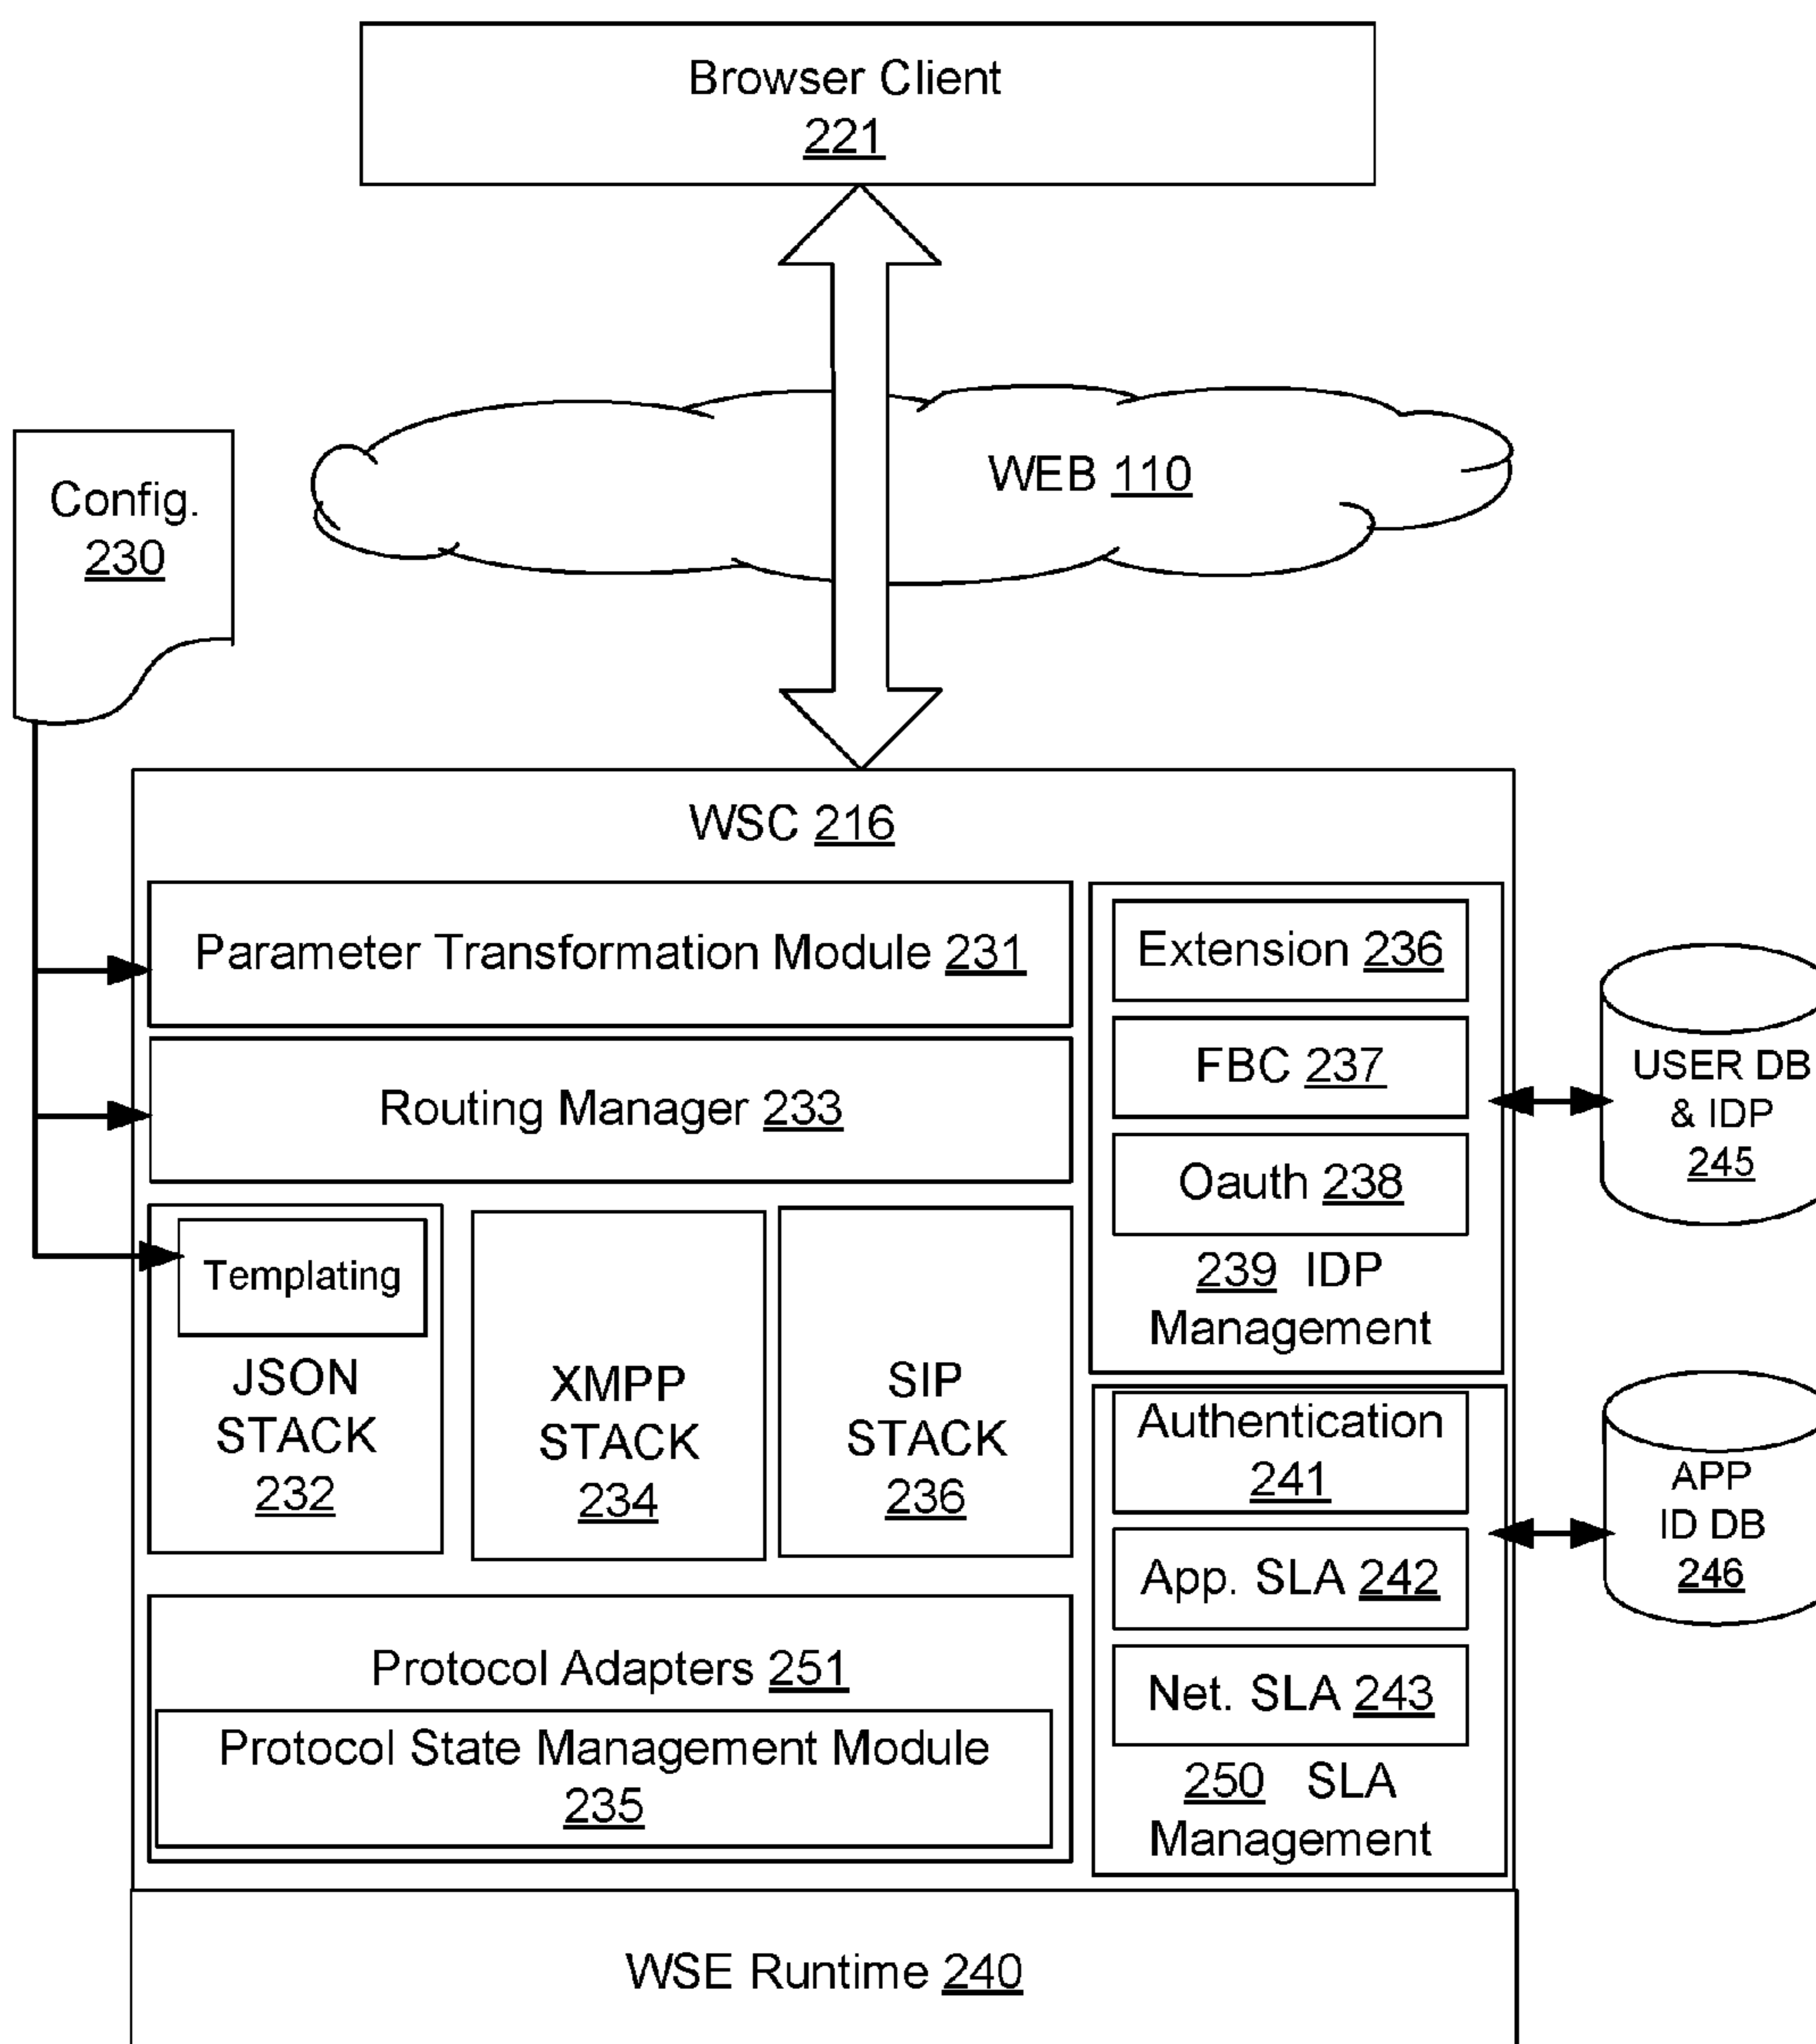 Browser Client
221
WEB 110
Config.
230
WSC 216
Parameter Transformation Module 231
Routing Manager 233
Templating
JSON
STACK
232
XMPP
STACK
234
SIP
STACK
236
Protocol Adapters 251
Protocol State Management Module
235
Extension 236
FBC 237
Oauth 238
239 IDP
Management
Authentication
241
App. SLA 242
Net. SLA 243
250 SLA
Management
USER DB
& IDP
245
APP
ID DB
246
WSE Runtime 240